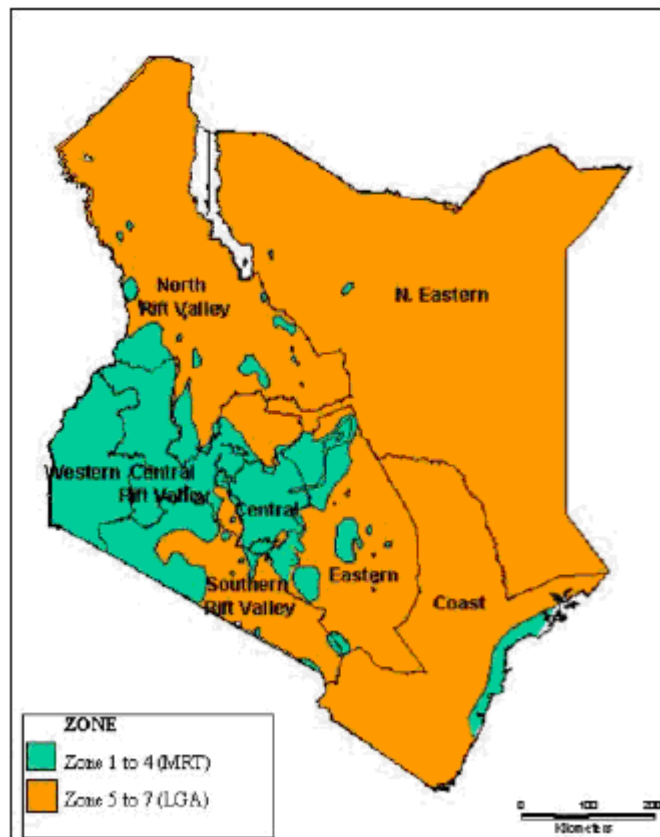 North
Rift Valley
N. Eastern
Western
Central
Rift Valley
Central
Southern
Rift Valley
Eastern
Coast
ZONE
Zone 1 to 4 (MRT)
Zone 5 to 7 (LGA)
0 100 200
Kilometers